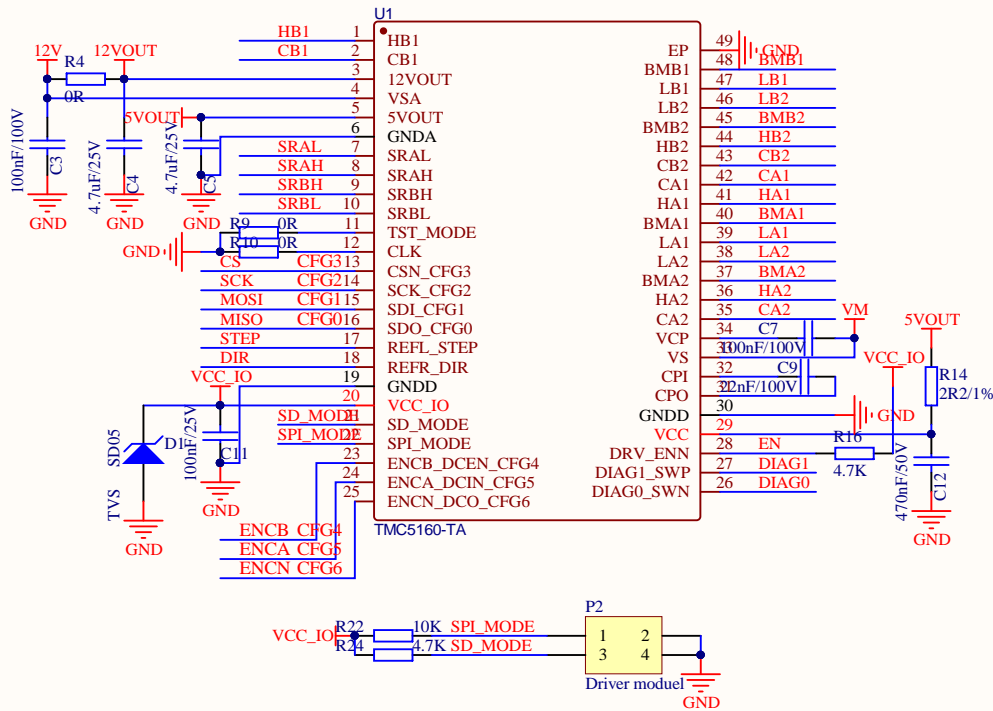 U1
HB1 1 HB1
CB1 2 CB1
12V R4 12VOUT
0R
3 12VOUT
4 VSA
5VOUT 5 5VOUT
6 GNDA
100nF/100V C3
4.7uF/25V C4
4.7uF/25V C5
GND
GND
GND
SRAL 7 SRAL
SRAH 8 SRAH
SRBH 9 SRBH
SRBL 10 SRBL
R9 0R 11 TST_MODE
GND R10 0R 12 CLK
CS CFG3 13 CSN_CFG3
SCK CFG2 14 SCK_CFG2
MOSI CFG1 15 SDI_CFG1
MISO CFG0 16 SDO_CFG0
STEP 17 REFL_STEP
DIR 18 REFR_DIR
VCC_IO 19 GNDD
20 VCC_IO
SD_MODE 21 SD_MODE
SPI_MODE 22 SPI_MODE
23 ENCB_DCEN_CFG4
24 ENCA_DCIN_CFG5
25 ENCN_DCO_CFG6
SD05 D1
TVS
GND
100nF/25V C11
GND
ENCB CFG4
ENCA CFG5
ENCN CFG6
TMC5160-TA
EP 49 GND
BMB1 48 BMB1
LB1 47 LB1
LB2 46 LB2
BMB2 45 BMB2
HB2 44 HB2
CB2 43 CB2
CA1 42 CA1
HA1 41 HA1
BMA1 40 BMA1
LA1 39 LA1
LA2 38 LA2
BMA2 37 BMA2
HA2 36 HA2
CA2 35 CA2
VCP 34 C7 VM
VS 33 100nF/100V
CPI 32 C9 VCC_IO
CPO 31 22nF/100V
GNDD 30 GND
VCC 29
DRV_ENN 28 EN R16
4.7K
DIAG1_SWP 27 DIAG1
DIAG0_SWN 26 DIAG0
5VOUT
R14
2R2/1%
470nF/50V C12
GND
P2
VCC_IO R22 10K SPI_MODE 1 2
R24 4.7K SD_MODE 3 4
Driver moduel
GND